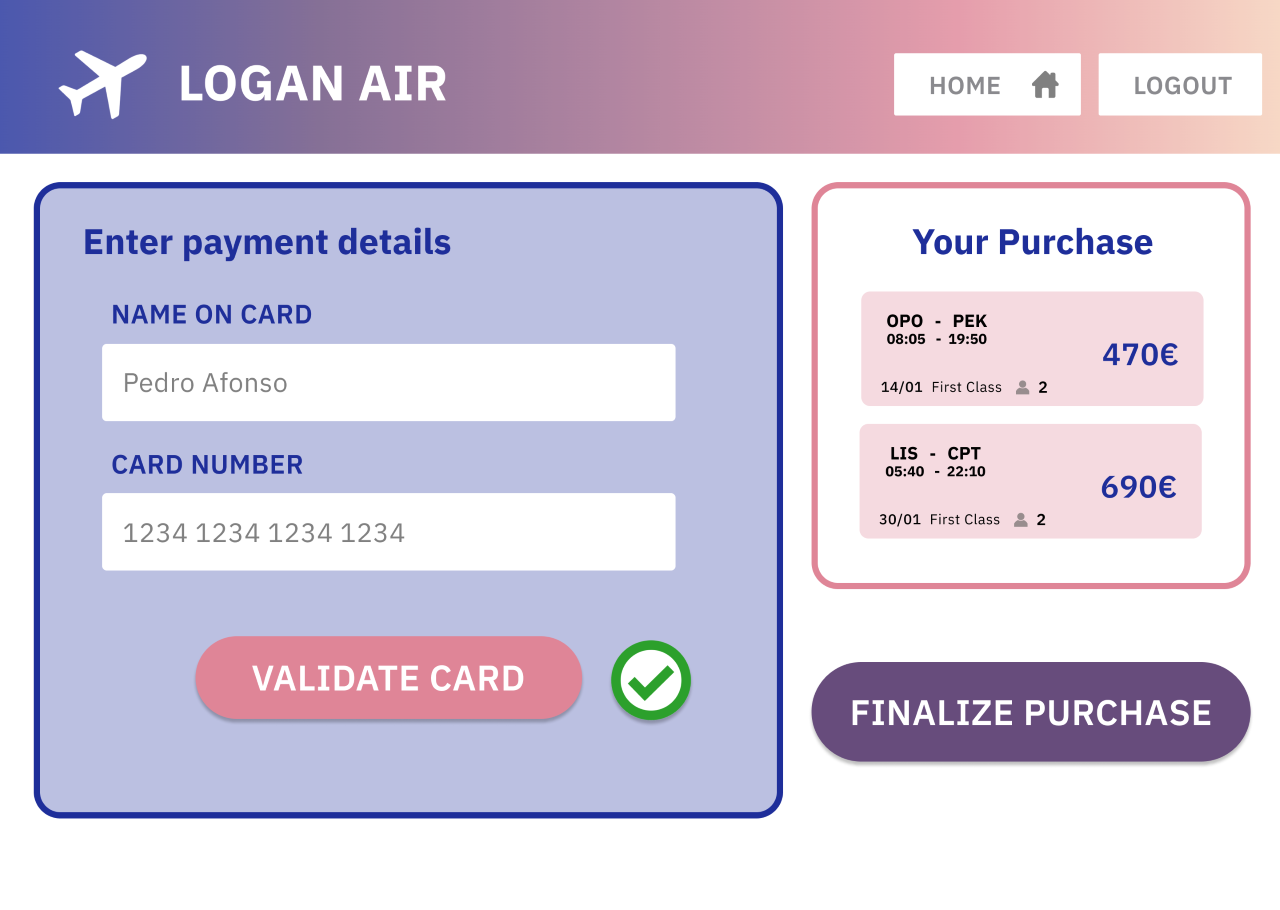 LOGAN AIR
HOME
LOGOUT
Enter payment details
NAME ON CARD
Pedro Afonso
CARD NUMBER
1234 1234 1234 1234
VALIDATE CARD
Your Purchase
OPO - PEK
08:05 - 19:50
470€
14/01 First Class 2
LIS - CPT
05:40 - 22:10
690€
30/01 First Class 2
FINALIZE PURCHASE